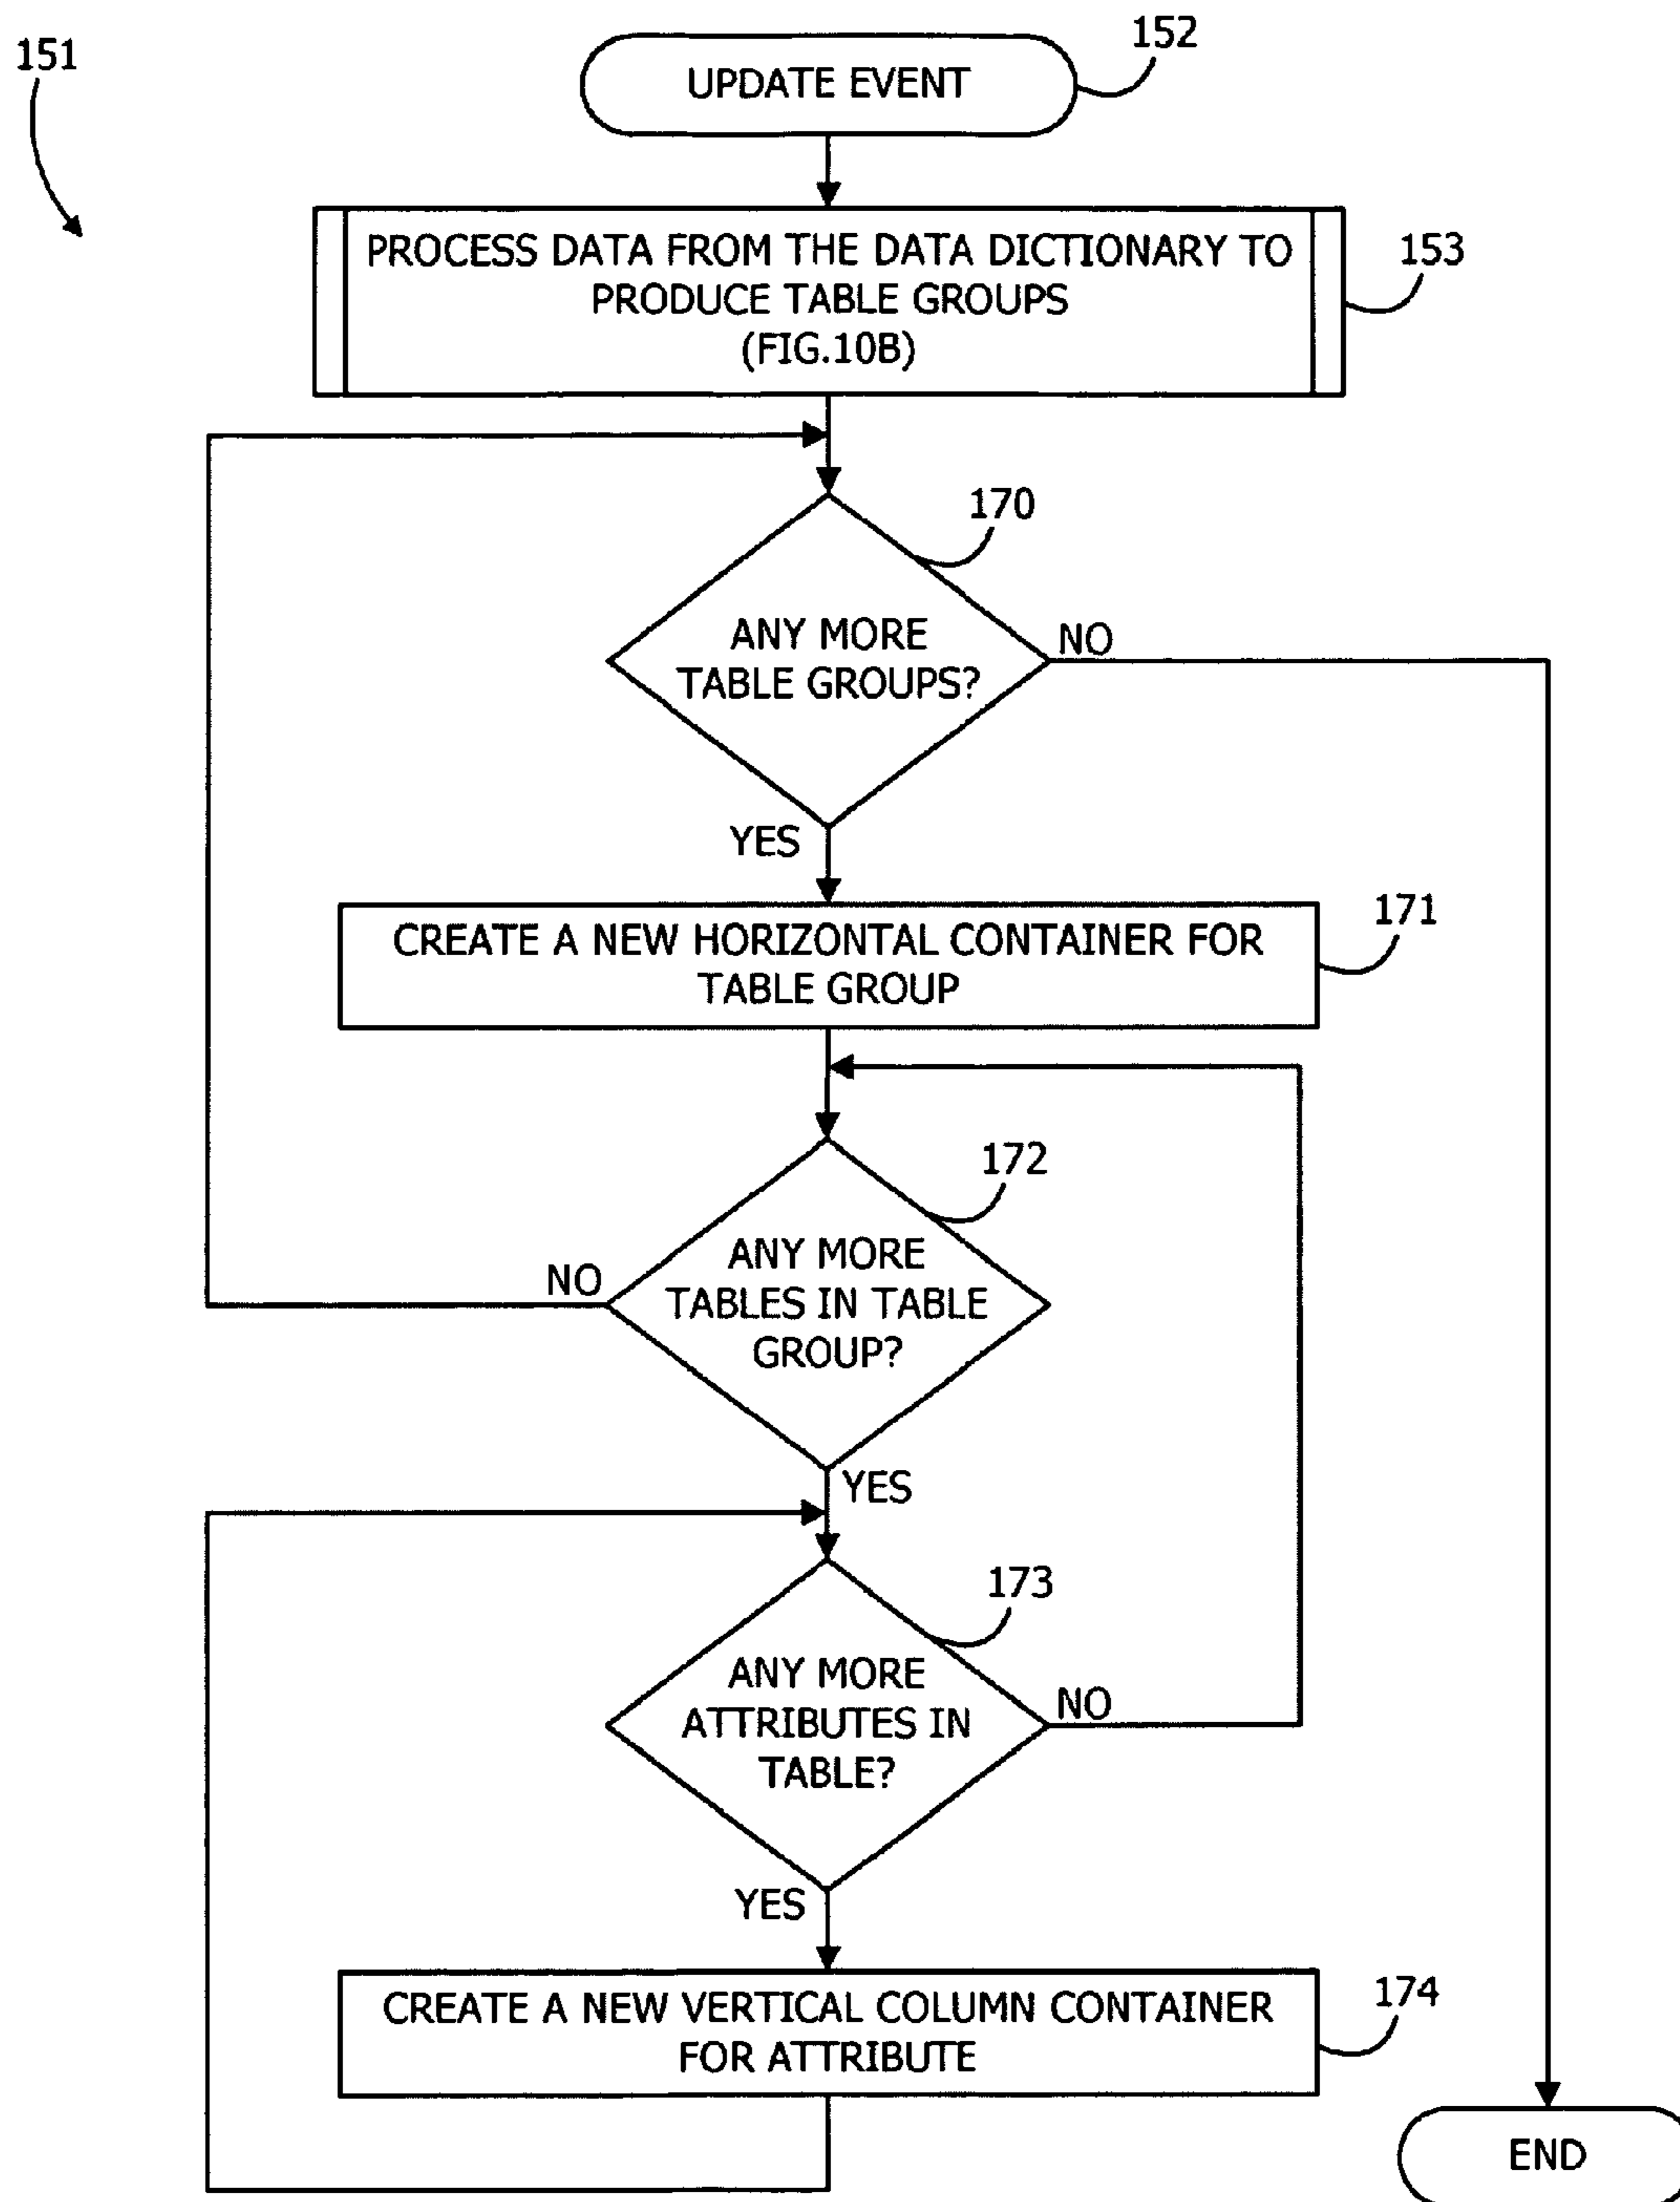 151
152
UPDATE EVENT
153
PROCESS DATA FROM THE DATA DICTIONARY TO
PRODUCE TABLE GROUPS
(FIG.10B)
170
ANY MORE
TABLE GROUPS?
NO
YES
171
CREATE A NEW HORIZONTAL CONTAINER FOR
TABLE GROUP
172
ANY MORE
TABLES IN TABLE
GROUP?
NO
YES
173
ANY MORE
ATTRIBUTES IN
TABLE?
NO
YES
174
CREATE A NEW VERTICAL COLUMN CONTAINER
FOR ATTRIBUTE
END